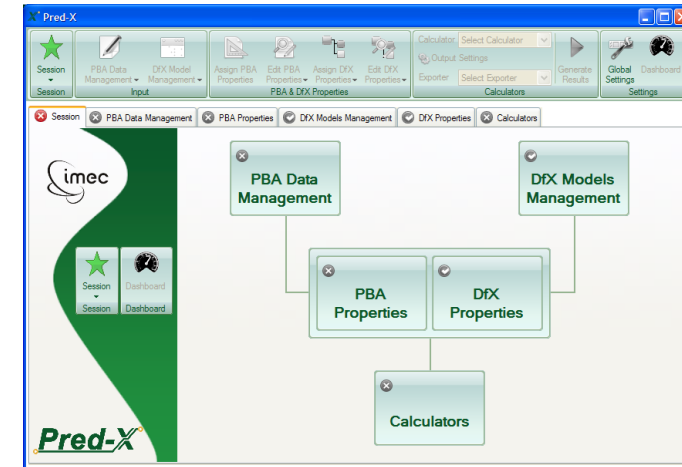 Pred-X
Session
Session
PBA Data
Management
DfX Model
Management
Input
Assign PBA
Properties
Edit PBA
Properties
Assign DfX
Properties
Edit DfX
Properties
PBA & DfX Properties
Calculator Select Calculator
Output Settings
Exporter Select Exporter
Generate
Results
Calculators
Global
Settings
Dashboard
Settings
Session
PBA Data Management
PBA Properties
DfX Models Management
DfX Properties
Calculators
imec
PBA Data
Management
DfX Models
Management
Session
Session
Dashboard
Dashboard
PBA
Properties
DfX
Properties
Calculators
Pred-X